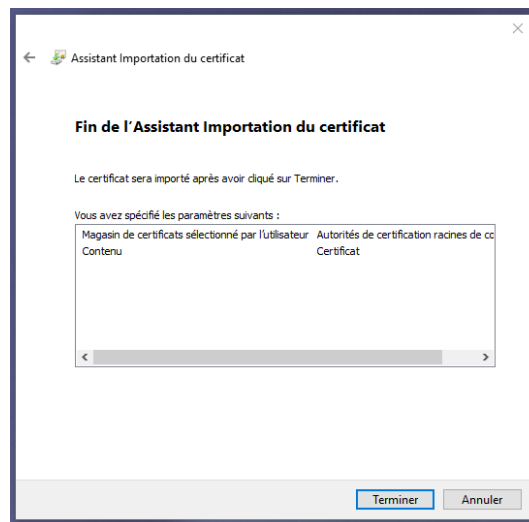 Assistant Importation du certificat
Fin de l'Assistant Importation du certificat
Le certificat sera importé après avoir cliqué sur Terminer.
Vous avez spécifié les paramètres suivants :
Magasin de certificats sélectionné par l'utilisateur Autorités de certification racines de cc
Contenu Certificat
Terminer Annuler